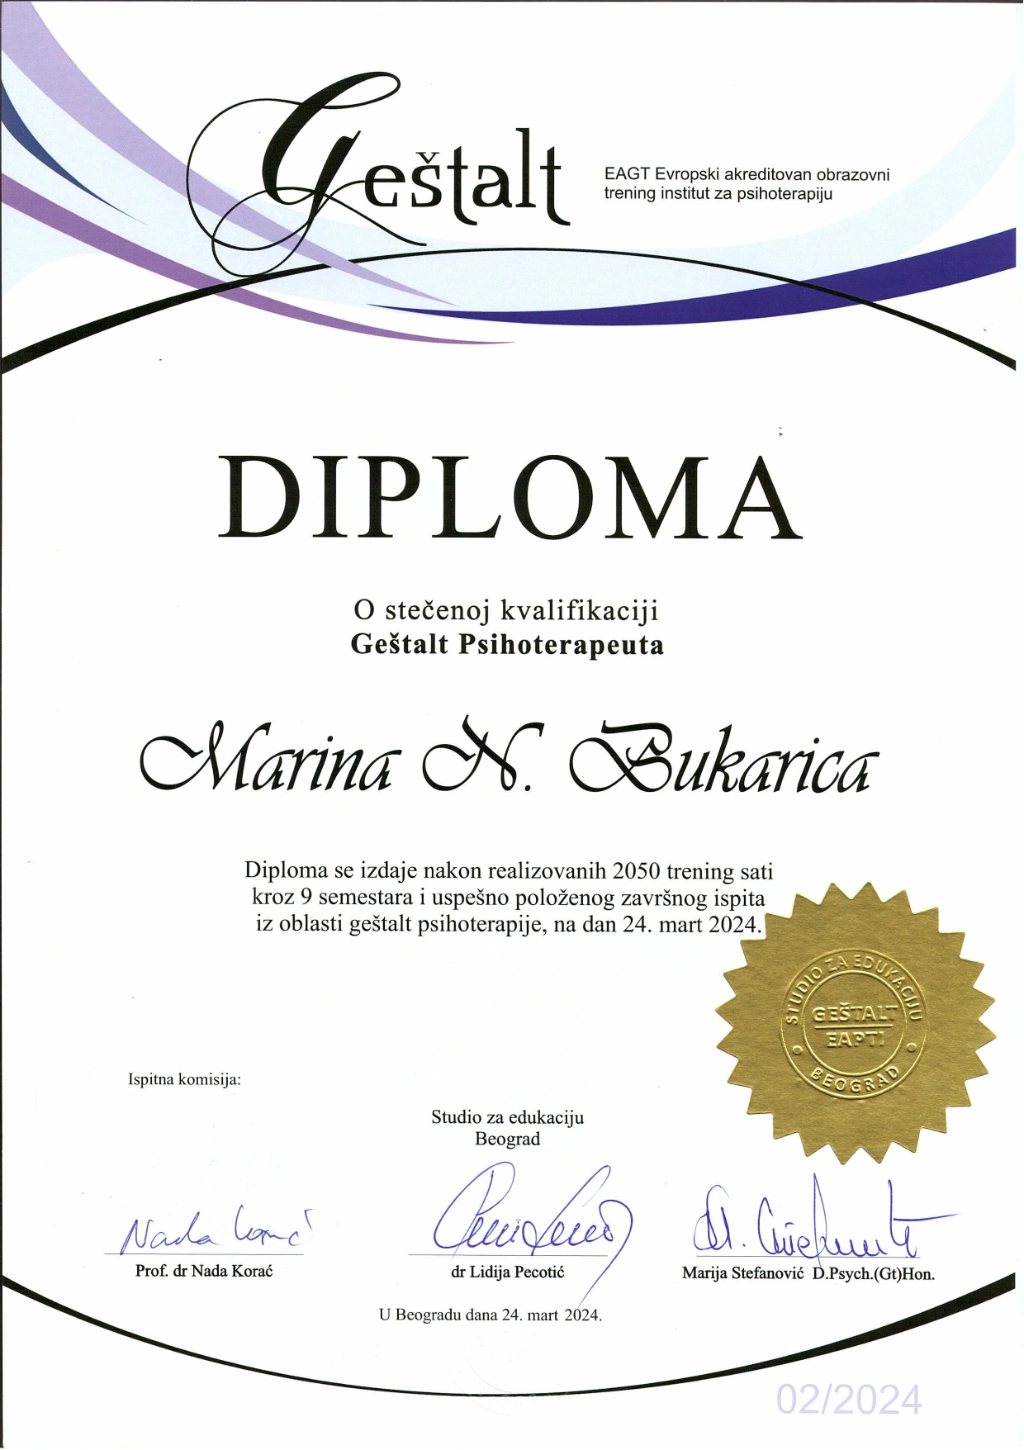 Geštalt
EAGT Evropski akreditovan obrazovni
trening institut za psihoterapiju
DIPLOMA
O stečenoj kvalifikaciji
Geštalt Psihoterapeuta
Marina N. Bukarica
Diploma se izdaje nakon realizovanih 2050 trening sati
kroz 9 semestara i uspešno položenog završnog ispita
iz oblasti geštalt psihoterapije, na dan 24. mart 2024.
STUDIO ZA EDUKACIJU
GEŠTALT
EAPTI
BEOGRAD
Ispitna komisija:
Studio za edukaciju
Beograd
Nada Korać
Prof. dr Nada Korać
dr Lidija Pecotić
Marija Stefanović D.Psych.(Gt)Hon.
U Beogradu dana 24. mart 2024.
02/2024